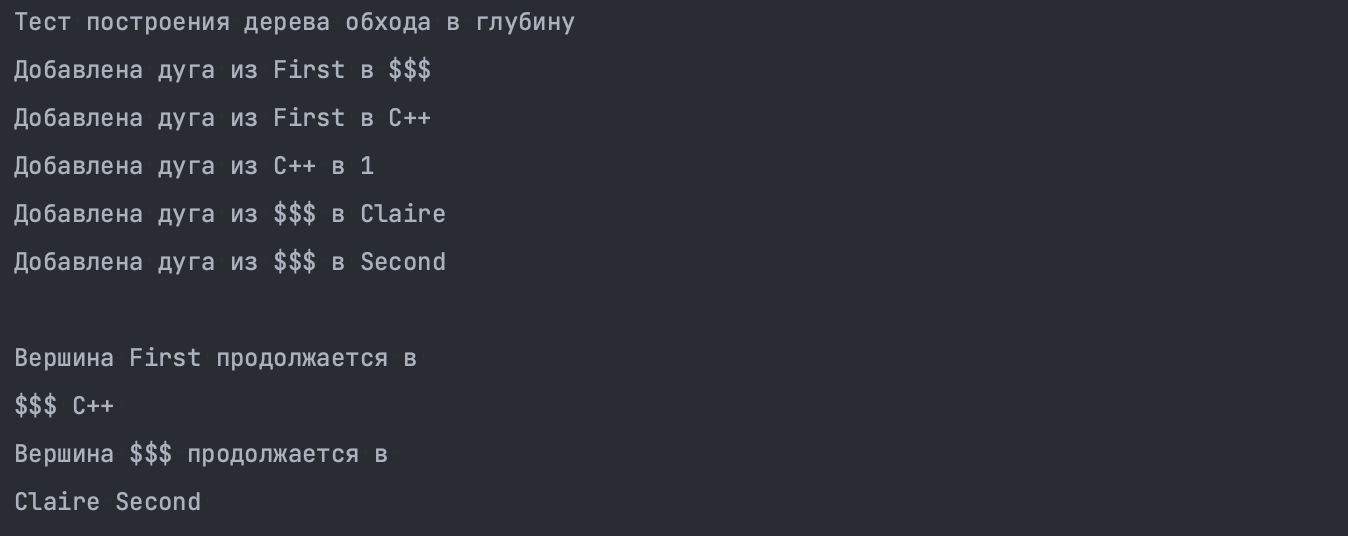 Тест построения дерева обхода в глубину
Добавлена дуга из First в $$$
Добавлена дуга из First в C++
Добавлена дуга из C++ в 1
Добавлена дуга из $$$ в Claire
Добавлена дуга из $$$ в Second
Вершина First продолжается в
$$$ C++
Вершина $$$ продолжается в
Claire Second